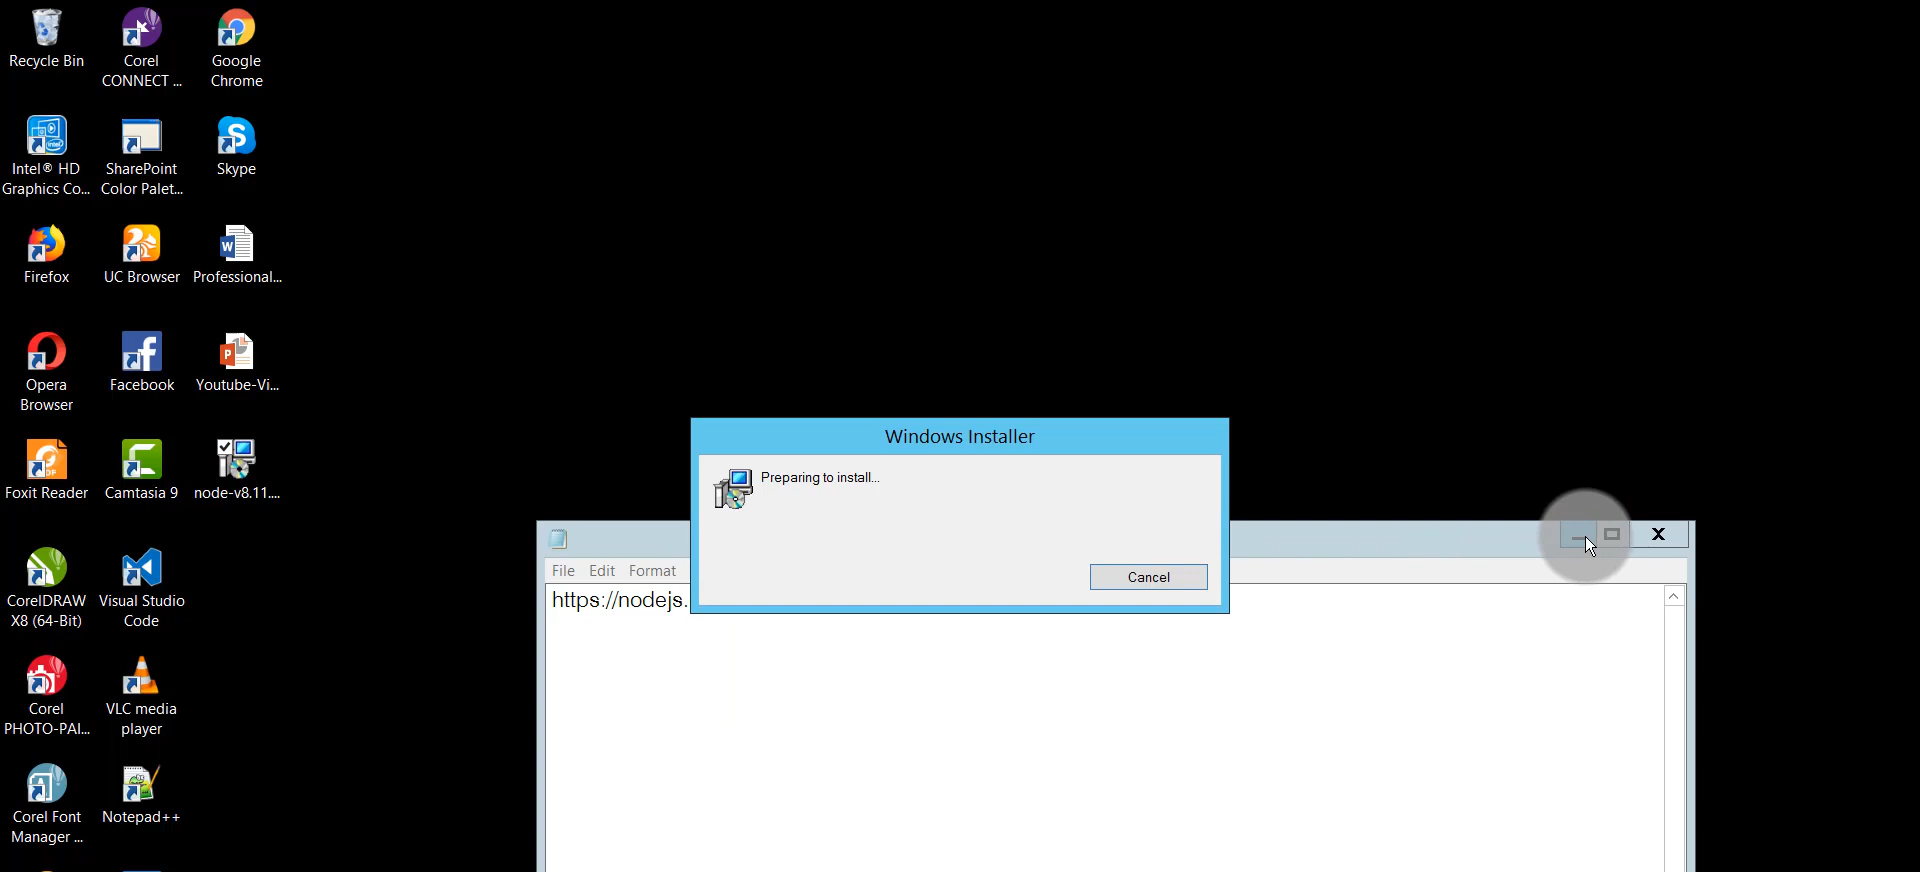 Recycle Bin
Corel
CONNECT ...
Google
Chrome
Intel® HD
Graphics Co...
SharePoint
Color Palet...
Skype
Firefox
UC Browser
Professional...
Opera
Browser
Facebook
Youtube-Vi...
Foxit Reader
Camtasia 9
node-v8.11....
CorelDRAW
X8 (64-Bit)
Visual Studio
Code
Corel
PHOTO-PAI...
VLC media
player
Corel Font
Manager ...
Notepad++
Windows Installer
Preparing to install...
Cancel
File Edit Format
https://nodejs.